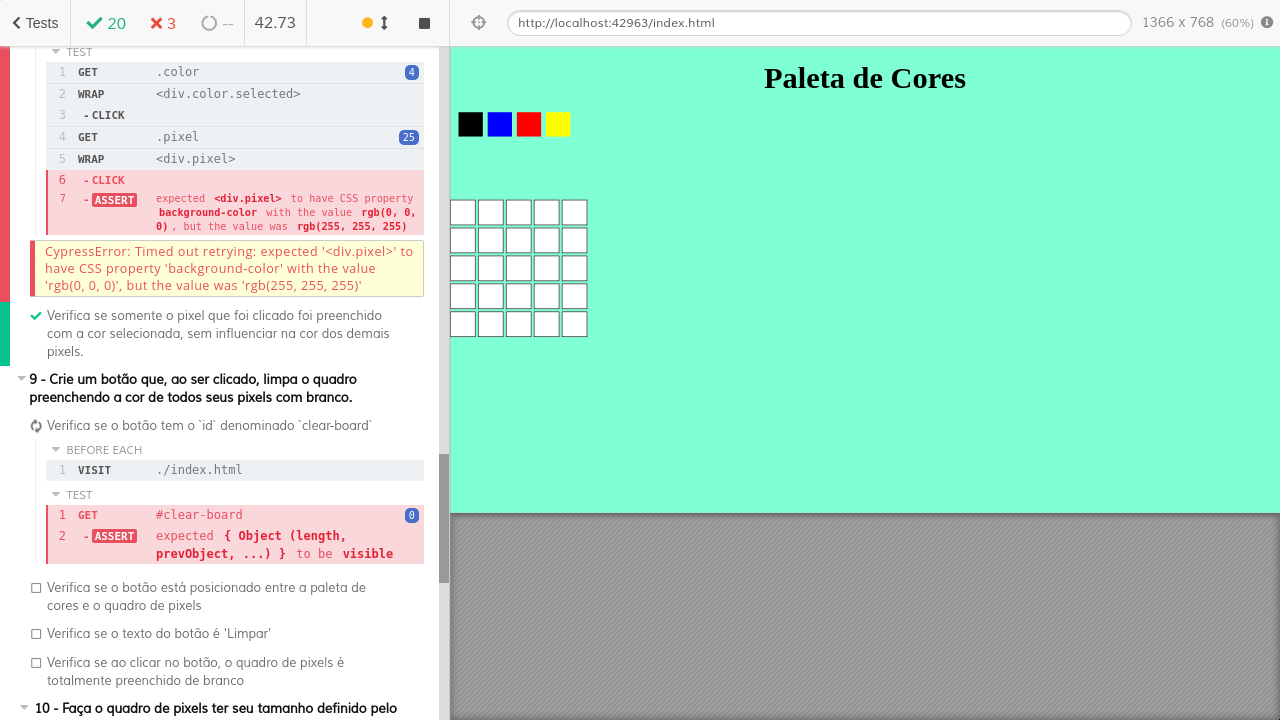 Tests 20 3 -- 42.73 http://localhost:42963/index.html 1366 x 768 (60%)
TEST
1 GET .color 4
2 WRAP <div.color.selected>
3 - CLICK
4 GET .pixel 25
5 WRAP <div.pixel>
6 - CLICK
7 - ASSERT expected <div.pixel> to have CSS property
background-color with the value rgb(0, 0,
0) , but the value was rgb(255, 255, 255)
CypressError: Timed out retrying: expected '<div.pixel>' to
have CSS property 'background-color' with the value
'rgb(0, 0, 0)', but the value was 'rgb(255, 255, 255)'
Verifica se somente o pixel que foi clicado foi preenchido
com a cor selecionada, sem influenciar na cor dos demais
pixels.
9 - Crie um botão que, ao ser clicado, limpa o quadro
preenchendo a cor de todos seus pixels com branco.
Verifica se o botão tem o `id` denominado `clear-board`
BEFORE EACH
1 VISIT ./index.html
TEST
1 GET #clear-board 0
2 - ASSERT expected { Object (length,
prevObject, ...) } to be visible
Verifica se o botão está posicionado entre a paleta de
cores e o quadro de pixels
Verifica se o texto do botão é 'Limpar'
Verifica se ao clicar no botão, o quadro de pixels é
totalmente preenchido de branco
10 - Faça o quadro de pixels ter seu tamanho definido pelo
Paleta de Cores